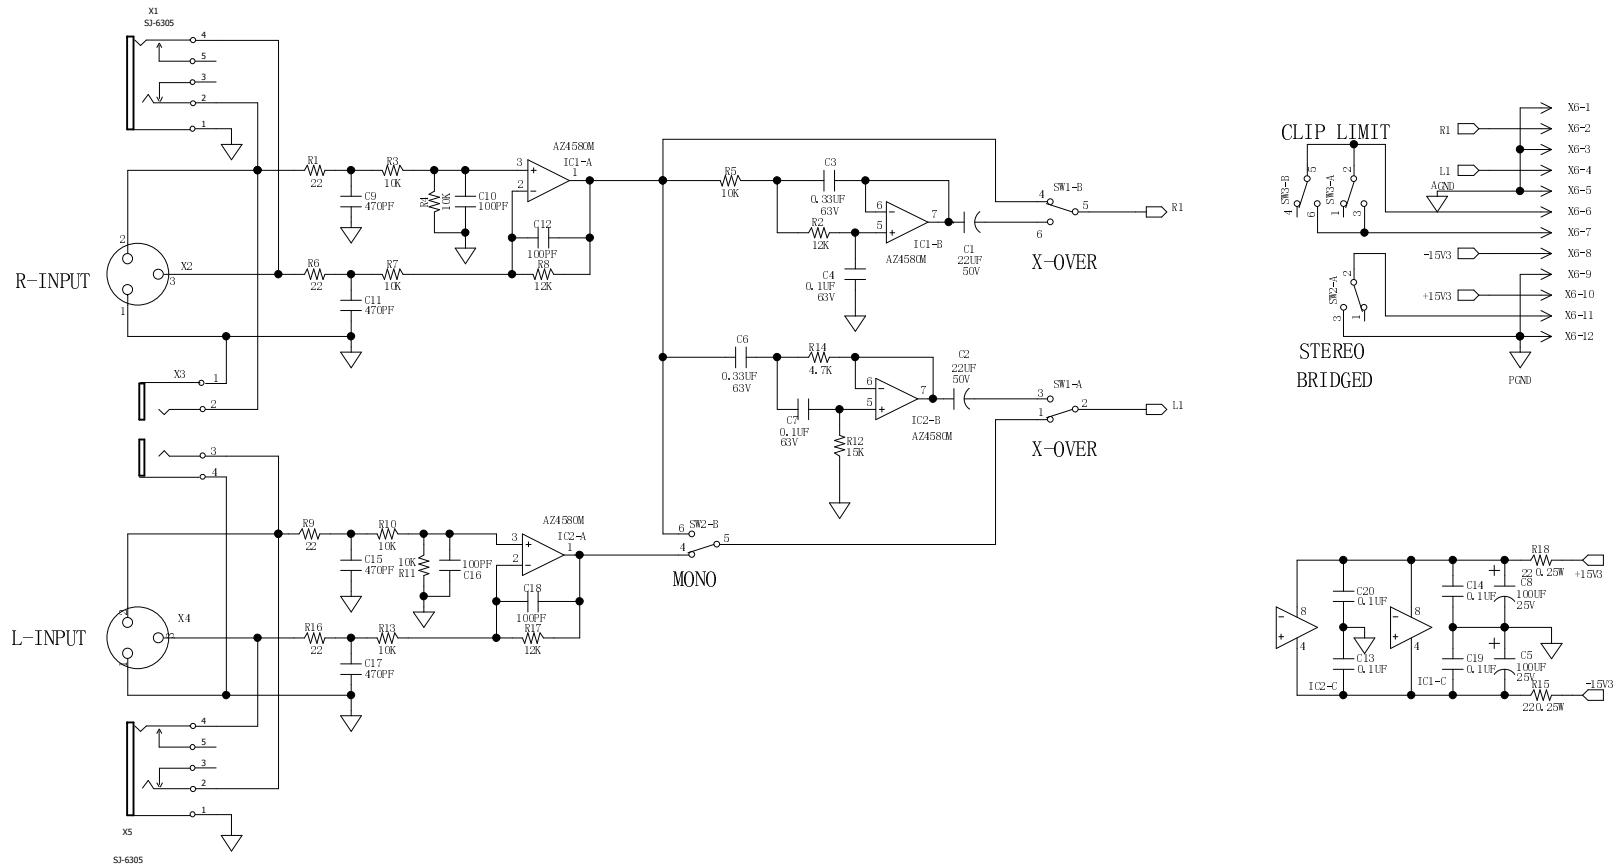 X1
SJ-6305
4
5
3
2
1
R-INPUT
X2
2
3
1
R1
22
C9
470PF
R3
10K
R4
10K
C10
100PF
AZ4580M
IC1-A
3
2
1
C12
100PF
R8
12K
R6
22
R7
10K
C11
470PF
X3
1
2
3
4
R5
10K
C3
0.33UF
63V
R2
12K
C4
0.1UF
63V
6
5
7
IC1-B
AZ4580M
C1
22UF
50V
SW1-B
4
5
6
R1
X-OVER
C6
0.33UF
63V
R14
4.7K
C7
0.1UF
63V
R12
15K
6
5
7
IC2-B
AZ4580M
C2
22UF
50V
SW1-A
3
1
2
L1
X-OVER
L-INPUT
X4
2
3
1
R9
22
C15
470PF
R10
10K
10K
R11
100PF
C16
AZ4580M
IC2-A
3
2
1
C18
100PF
R17
12K
R16
22
R13
10K
C17
470PF
SW2-B
6
4
5
MONO
4
5
3
2
1
X5
SJ-6305
CLIP LIMIT
SW3-B
5
4
6
SW3-A
2
1
3
R1
L1
AGND
-15V3
+15V3
X6-1
X6-2
X6-3
X6-4
X6-5
X6-6
X6-7
X6-8
X6-9
X6-10
X6-11
X6-12
SW2-A
2
3
1
STEREO
BRIDGED
PGND
8
4
IC2-C
C20
0.1UF
C13
0.1UF
8
4
IC1-C
C14
0.1UF
C19
0.1UF
C8
100UF
25V
C5
100UF
25V
R18
22 0.25W
+15V3
R15
220.25W
-15V3